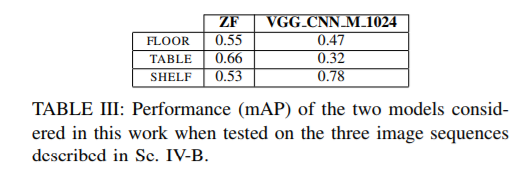 ZF VGG_CNN_M_1024
FLOOR 0.55 0.47
TABLE 0.66 0.32
SHELF 0.53 0.78
TABLE III: Performance (mAP) of the two models consid-
ered in this work when tested on the three image sequences
described in Sc. IV-B.